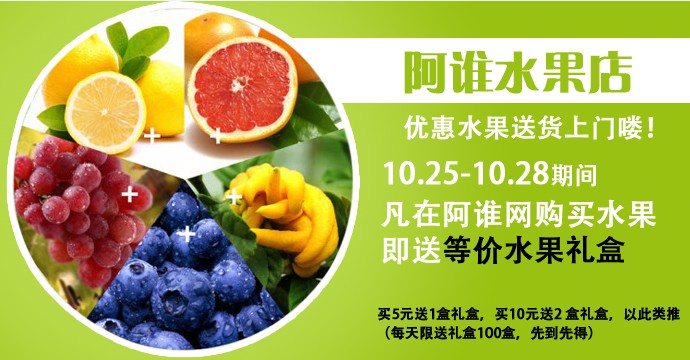 阿谁水果店
优惠水果送货上门喽！
10.25-10.28期间
凡在阿谁网购买水果
即送等价水果礼盒
买5元送1盒礼盒，买10元送2盒礼盒，以此类推
（每天限送礼盒100盒，先到先得）